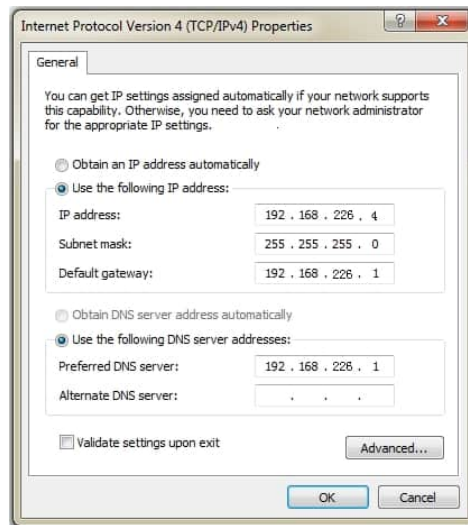 Internet Protocol Version 4 (TCP/IPv4) Properties
General
You can get IP settings assigned automatically if your network supports
this capability. Otherwise, you need to ask your network administrator
for the appropriate IP settings.
Obtain an IP address automatically
Use the following IP address:
IP address: 192 . 168 . 226 . 4
Subnet mask: 255 . 255 . 255 . 0
Default gateway: 192 . 168 . 226 . 1
Obtain DNS server address automatically
Use the following DNS server addresses:
Preferred DNS server: 192 . 168 . 226 . 1
Alternate DNS server: . . .
Validate settings upon exit
Advanced...
OK Cancel